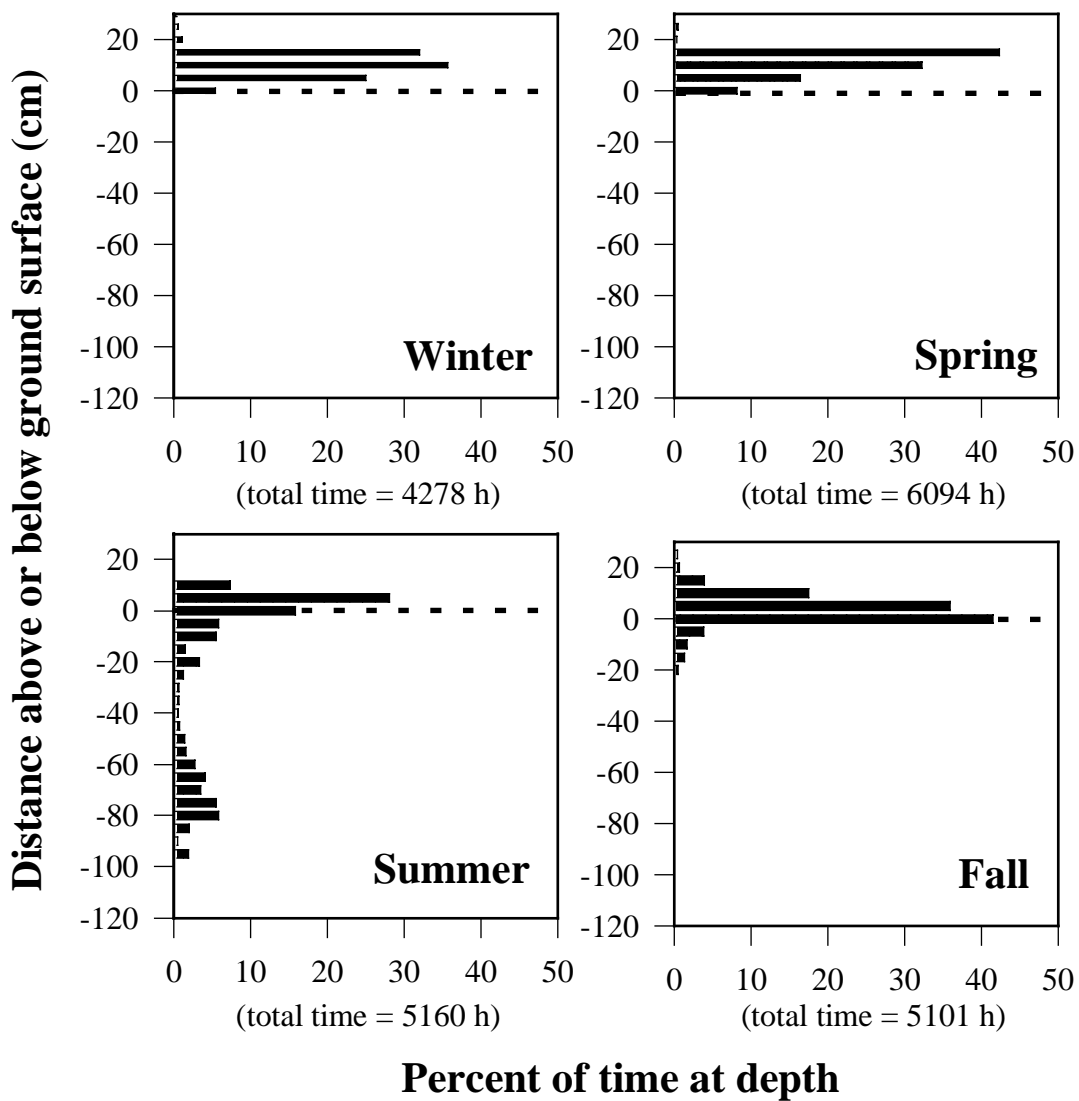 Distance above or below ground surface (cm)
20
0
-20
-40
-60
-80
-100
-120
Winter
0 10 20 30 40 50
(total time = 4278 h)
20
0
-20
-40
-60
-80
-100
-120
Spring
0 10 20 30 40 50
(total time = 6094 h)
20
0
-20
-40
-60
-80
-100
-120
Summer
0 10 20 30 40 50
(total time = 5160 h)
20
0
-20
-40
-60
-80
-100
-120
Fall
0 10 20 30 40 50
(total time = 5101 h)
Percent of time at depth